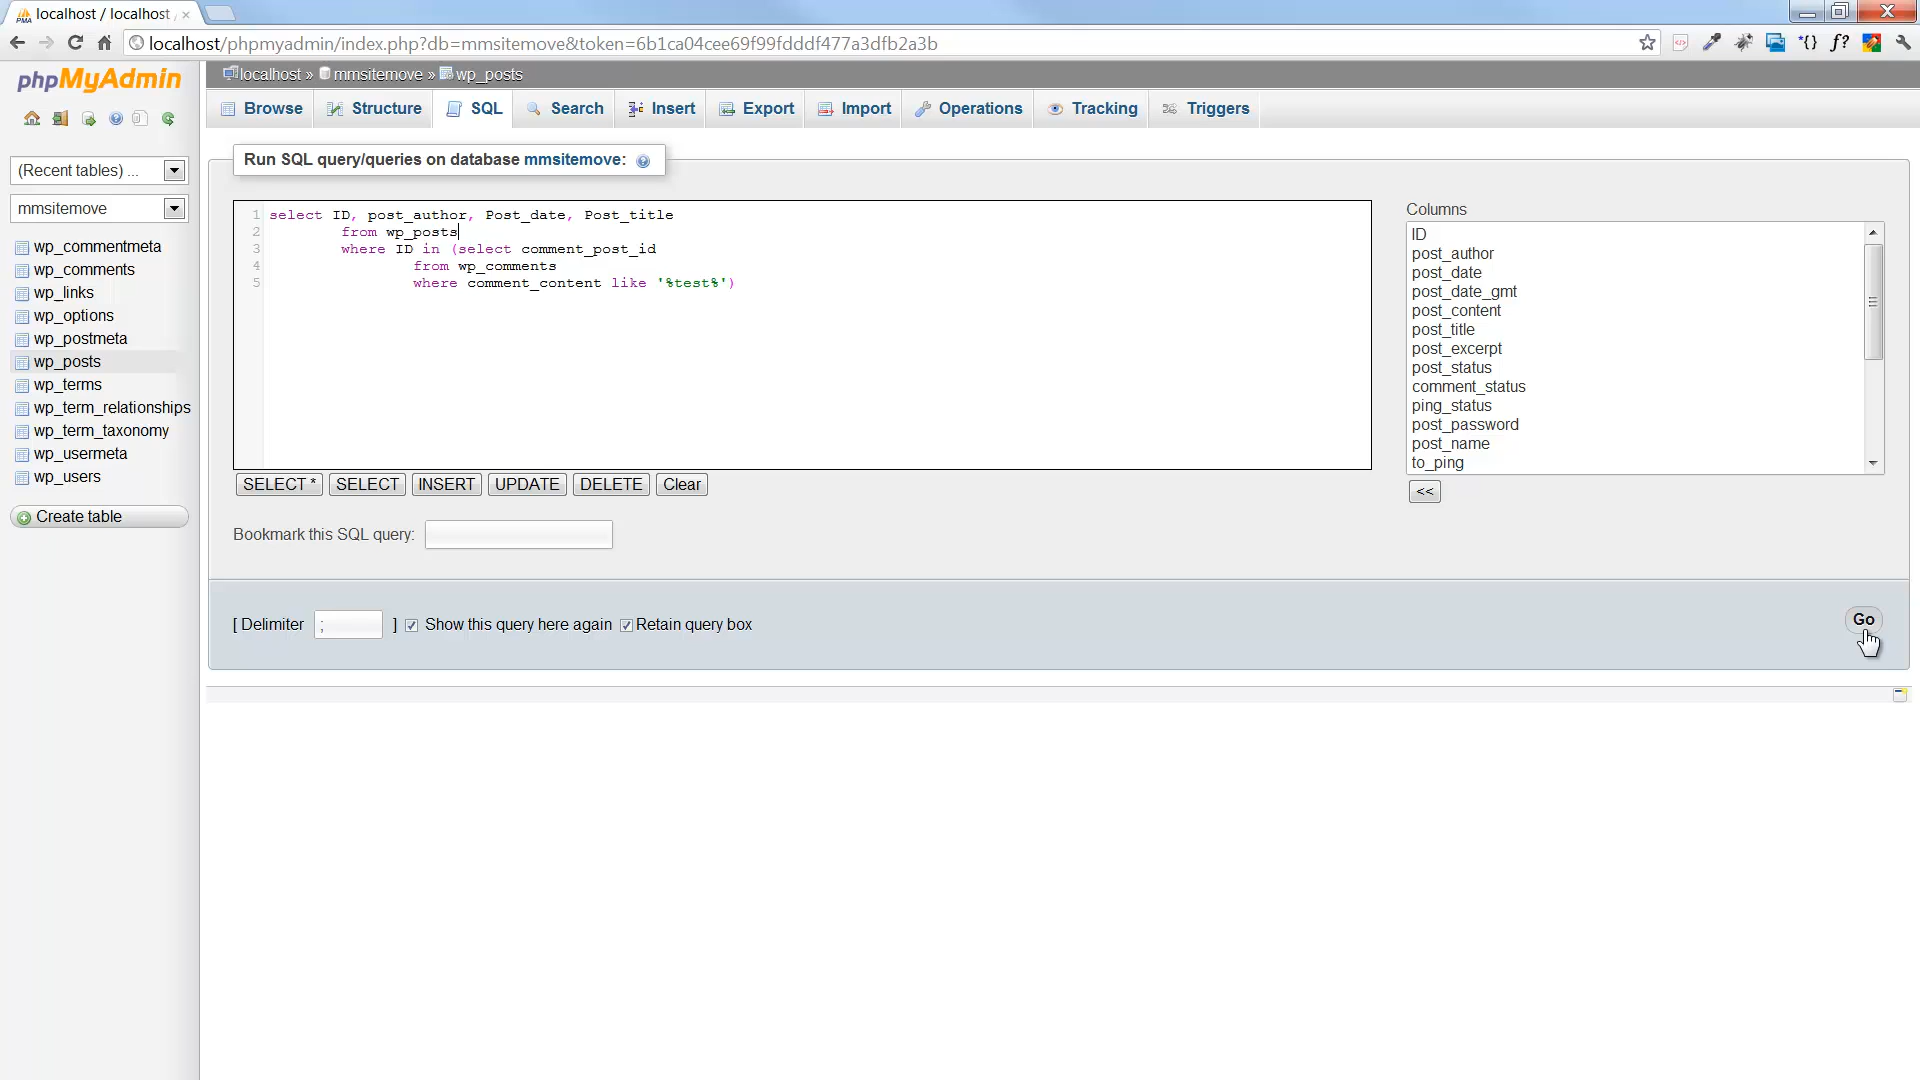 localhost / localhost
localhost/phpmyadmin/index.php?db=mmsitemove&token=6b1ca04cee69f99fdddf477a3dfb2a3b
phpMyAdmin
localhost » mmsitemove » wp_posts
Browse Structure SQL Search Insert Export Import Operations Tracking Triggers
(Recent tables) ...
mmsitemove
wp_commentmeta
wp_comments
wp_links
wp_options
wp_postmeta
wp_posts
wp_terms
wp_term_relationships
wp_term_taxonomy
wp_usermeta
wp_users
Create table
Run SQL query/queries on database mmsitemove:
1 select ID, post_author, Post_date, Post_title
2 from wp_posts
3 where ID in (select comment_post_id
4 from wp_comments
5 where comment_content like '%test%')
Columns
ID
post_author
post_date
post_date_gmt
post_content
post_title
post_excerpt
post_status
comment_status
ping_status
post_password
post_name
to_ping
<<
SELECT * SELECT INSERT UPDATE DELETE Clear
Bookmark this SQL query:
[ Delimiter ; ] Show this query here again Retain query box
Go